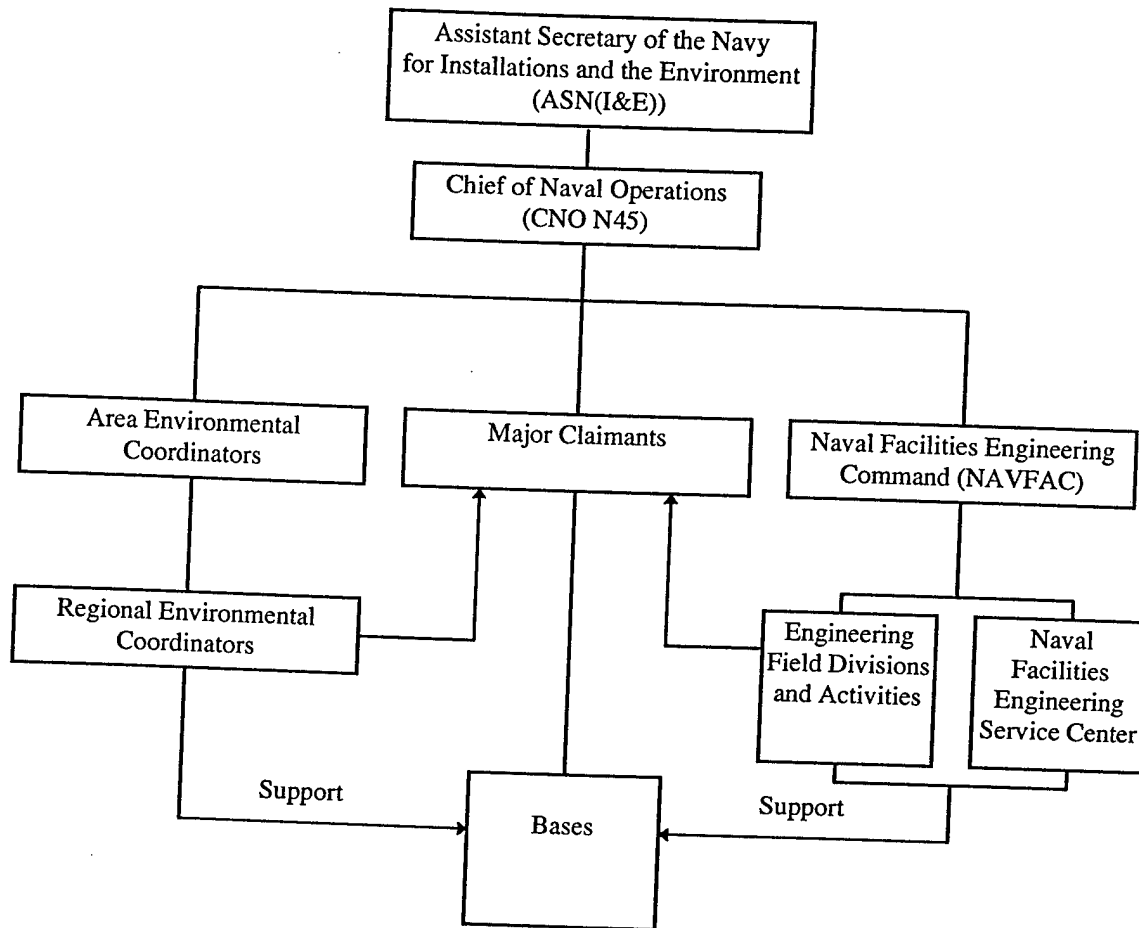 Assistant Secretary of the Navy
for Installations and the Environment
(ASN(I&E))
Chief of Naval Operations
(CNO N45)
Area Environmental
Coordinators
Major Claimants
Naval Facilities Engineering
Command (NAVFAC)
Regional Environmental
Coordinators
Engineering
Field Divisions
and Activities
Naval
Facilities
Engineering
Service Center
Support
Bases
Support